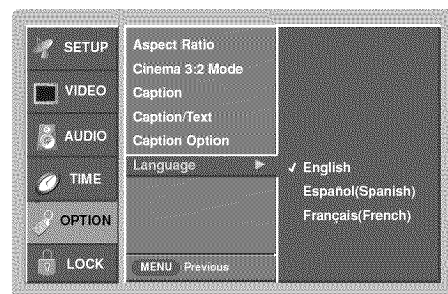 SETUP
VIDEO
AUDIO
TIME
OPTION
LOCK
Aspect Ratio
Cinema 3:2 Mode
Caption
Caption/Text
Caption Option
Language ▶
MENU Previous
✓ English
Español(Spanish)
Français(French)